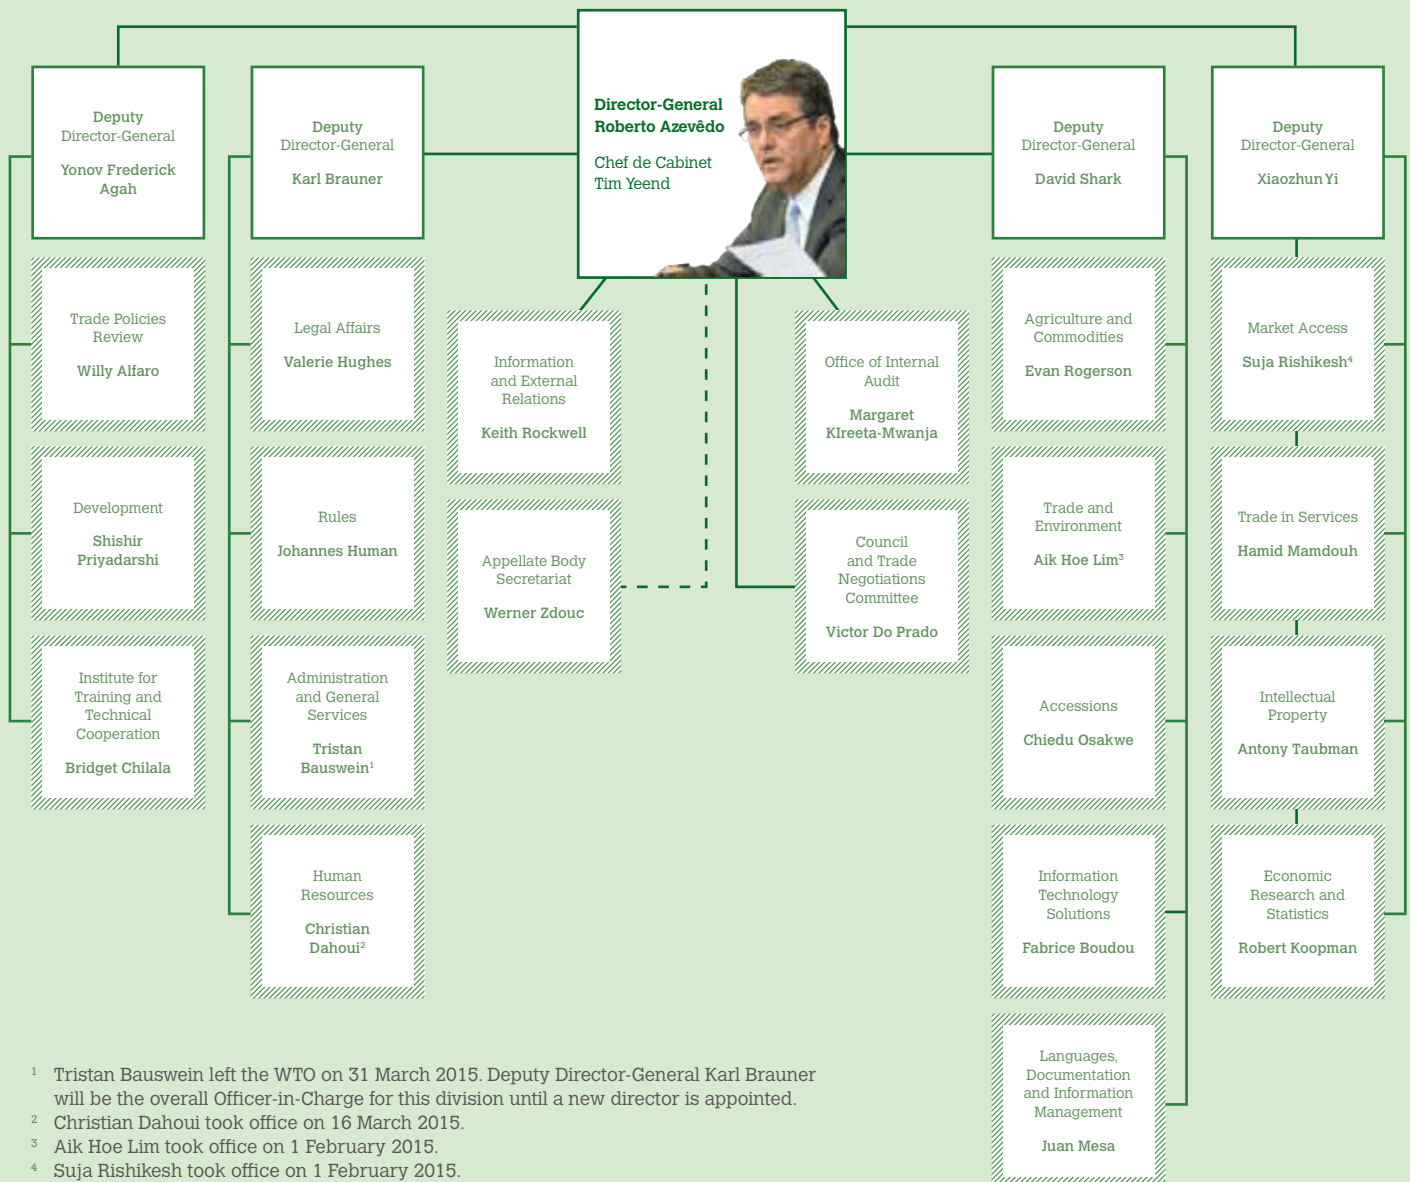 Director-General
Roberto Azevêdo
Chef de Cabinet
Tim Yeend
Deputy
Director-General
Yonov Frederick
Agah
Trade Policies
Review
Willy Alfaro
Development
Shishir
Priyadarshi
Institute for
Training and
Technical
Cooperation
Bridget Chilala
Deputy
Director-General
Karl Brauner
Legal Affairs
Valerie Hughes
Rules
Johannes Human
Administration
and General
Services
Tristan
Bauswein¹
Human
Resources
Christian
Dahoui²
Information
and External
Relations
Keith Rockwell
Appellate Body
Secretariat
Werner Zdouc
Office of Internal
Audit
Margaret
KIreeta-Mwanja
Council
and Trade
Negotiations
Committee
Victor Do Prado
Deputy
Director-General
David Shark
Agriculture and
Commodities
Evan Rogerson
Trade and
Environment
Aik Hoe Lim³
Accessions
Chiedu Osakwe
Information
Technology
Solutions
Fabrice Boudou
Languages,
Documentation
and Information
Management
Juan Mesa
Deputy
Director-General
Xiaozhun Yi
Market Access
Suja Rishikesh⁴
Trade in Services
Hamid Mamdouh
Intellectual
Property
Antony Taubman
Economic
Research and
Statistics
Robert Koopman
¹ Tristan Bauswein left the WTO on 31 March 2015. Deputy Director-General Karl Brauner
will be the overall Officer-in-Charge for this division until a new director is appointed.
² Christian Dahoui took office on 16 March 2015.
³ Aik Hoe Lim took office on 1 February 2015.
⁴ Suja Rishikesh took office on 1 February 2015.